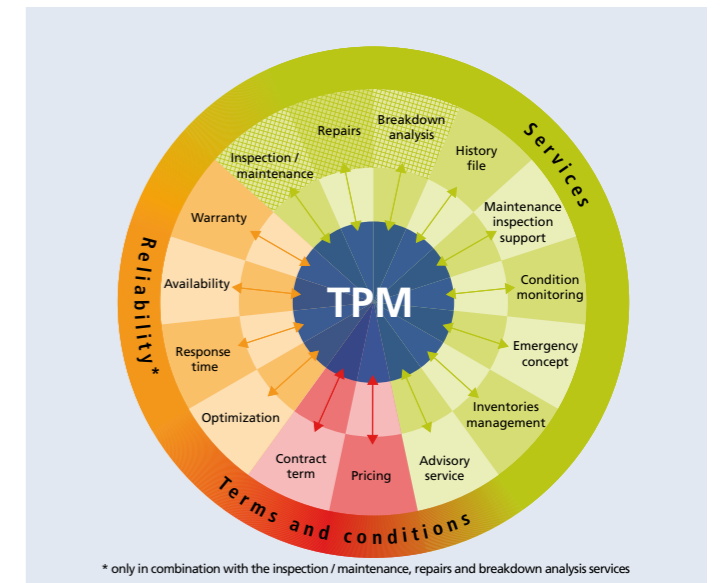 Breakdown
analysis
Repairs
History
file
Inspection /
maintenance
Maintenance
inspection
support
Warranty
Services
Availability
Condition
monitoring
TPM
Reliability*
Response
time
Emergency
concept
Optimization
Inventories
management
Contract
term
Pricing
Advisory
service
Terms and conditions
* only in combination with the inspection / maintenance, repairs and breakdown analysis services